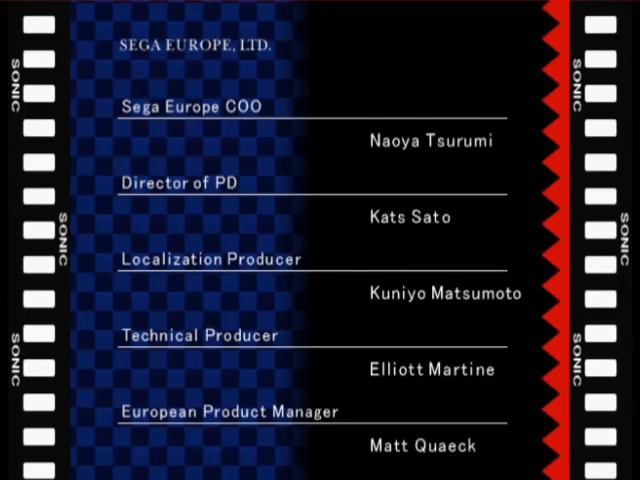 SEGA EUROPE, LTD.
Sega Europe COO
Naoya Tsurumi
Director of PD
Kats Sato
Localization Producer
Kuniyo Matsumoto
Technical Producer
Elliott Martine
European Product Manager
Matt Quaeck
SONIC
SONIC
SONIC
SONIC
SONIC
SONIC